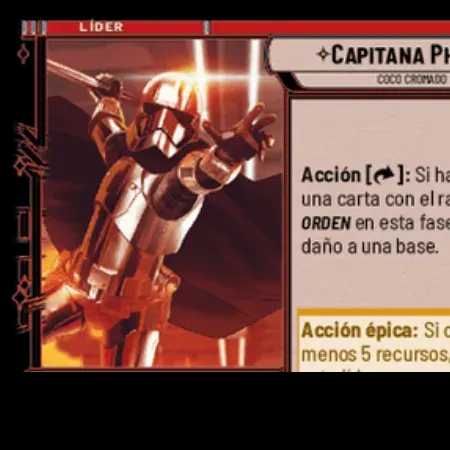 LÍDER
CAPITANA PH
COCO CROMADO
Acción [ ]: Si ha
una carta con el ra
ORDEN en esta fase
daño a una base.
Acción épica: Si c
menos 5 recursos,